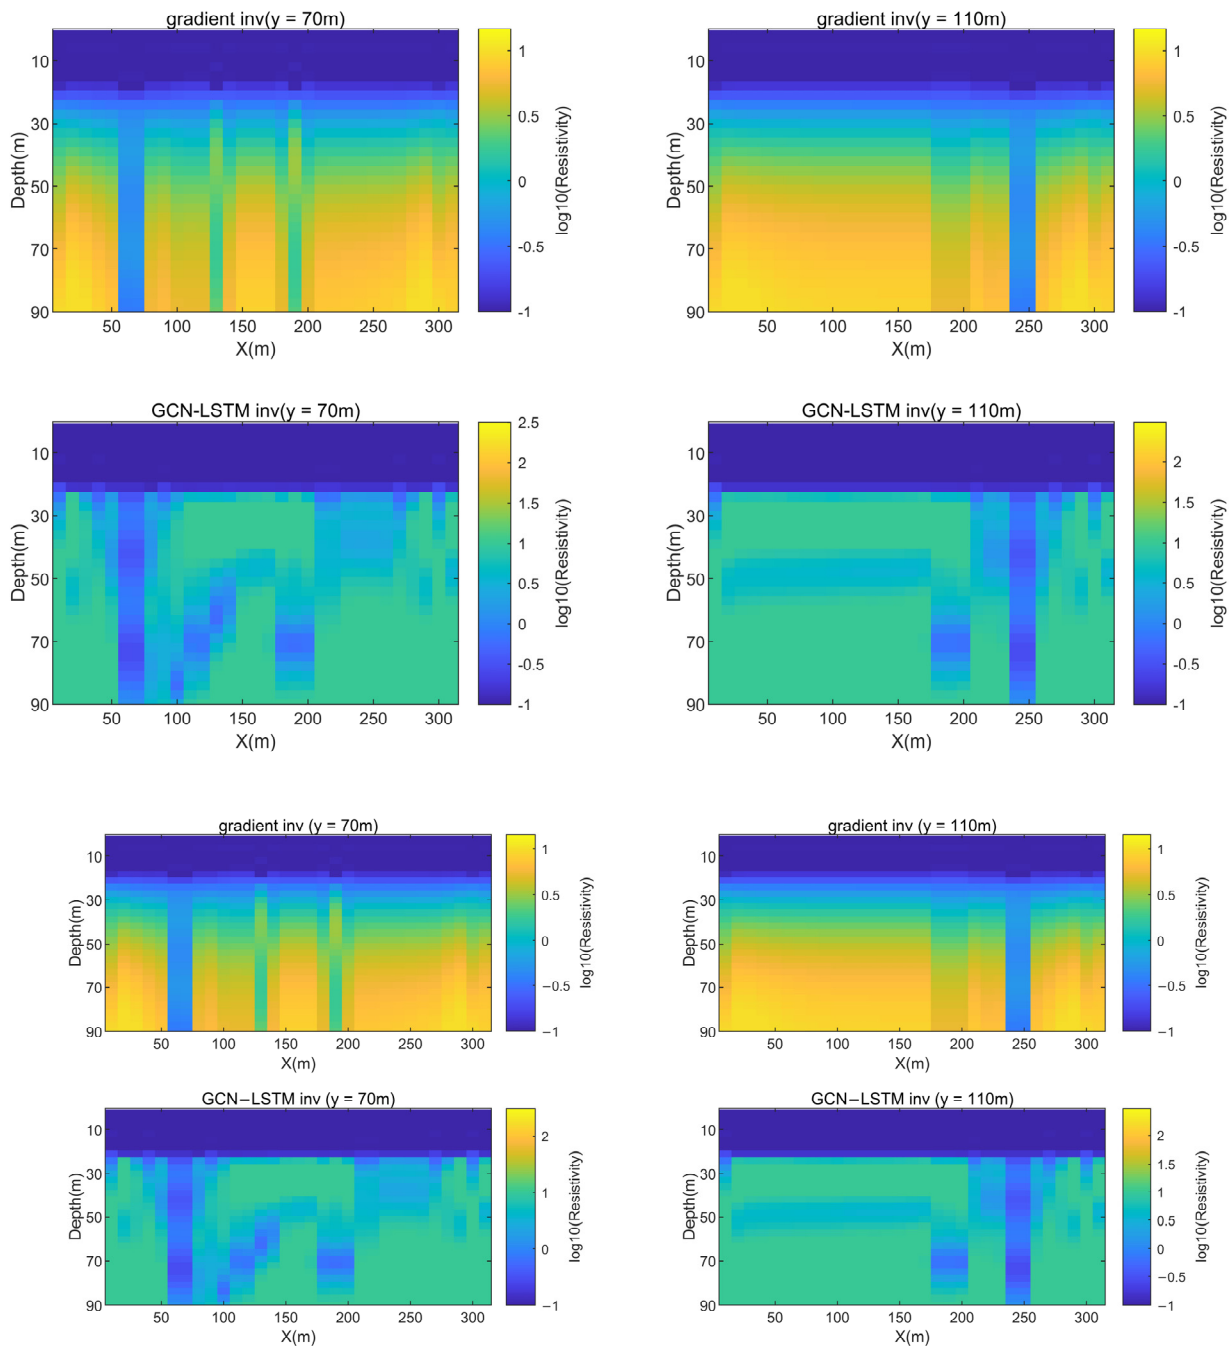 gradient inv(y = 70m)
10
30
50
70
90
Depth(m)
50 100 150 200 250 300
X(m)
1
0.5
0
-0.5
-1
log10(Resistivity)
gradient inv(y = 110m)
10
30
50
70
90
Depth(m)
50 100 150 200 250 300
X(m)
1
0.5
0
-0.5
-1
log10(Resistivity)
GCN-LSTM inv(y = 70m)
10
30
50
70
90
Depth(m)
50 100 150 200 250 300
X(m)
2.5
2
1.5
1
0.5
0
-0.5
-1
log10(Resistivity)
GCN-LSTM inv(y = 110m)
10
30
50
70
90
Depth(m)
50 100 150 200 250 300
X(m)
2
1.5
1
0.5
0
-0.5
-1
log10(Resistivity)
gradient inv (y = 70m)
10
30
50
70
90
Depth(m)
50 100 150 200 250 300
X(m)
1
0.5
0
−0.5
−1
log10(Resistivity)
gradient inv (y = 110m)
10
30
50
70
90
Depth(m)
50 100 150 200 250 300
X(m)
1
0.5
0
−0.5
−1
log10(Resistivity)
GCN−LSTM inv (y = 70m)
10
30
50
70
90
Depth(m)
50 100 150 200 250 300
X(m)
2
1
0
−1
log10(Resistivity)
GCN−LSTM inv (y = 110m)
10
30
50
70
90
Depth(m)
50 100 150 200 250 300
X(m)
2
1.5
1
0.5
0
−0.5
−1
log10(Resistivity)